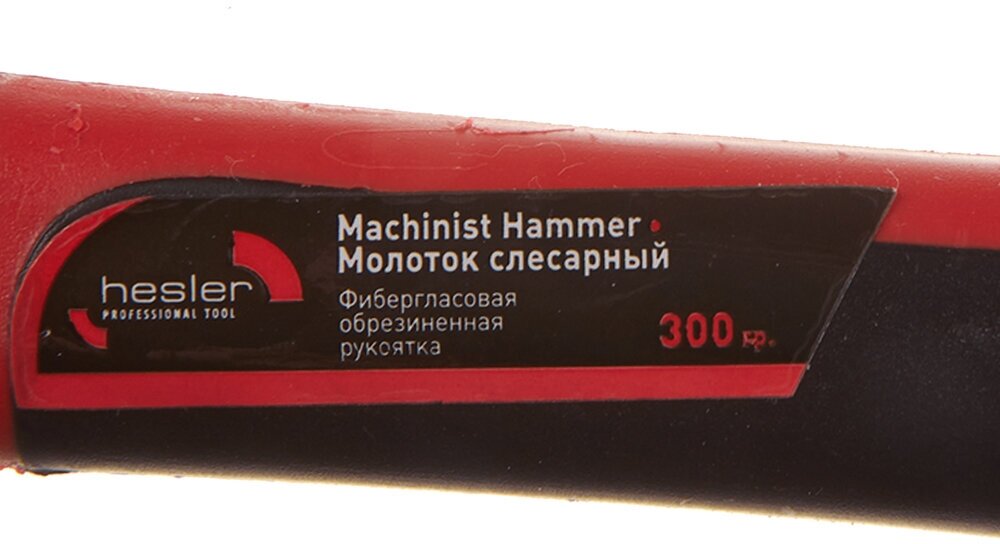 hesler
PROFESSIONAL TOOL
Machinist Hammer •
Молоток слесарный
Фибергласовая
обрезиненная
рукоятка
300 гр.